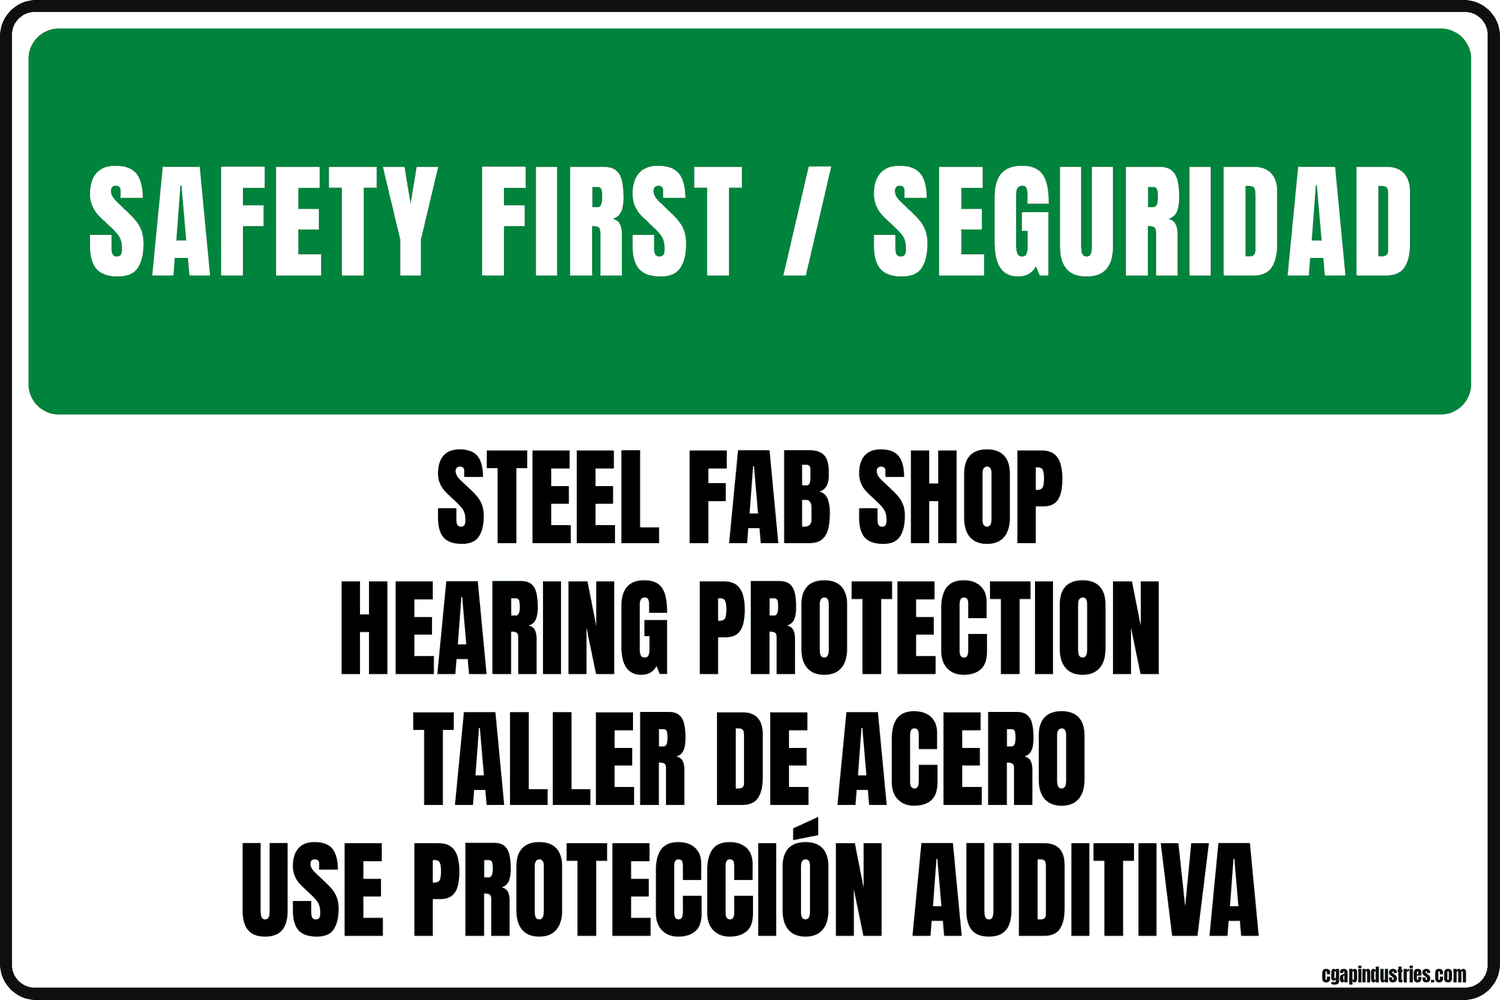 SAFETY FIRST / SEGURIDAD
STEEL FAB SHOP
HEARING PROTECTION
TALLER DE ACERO
USE PROTECCIÓN AUDITIVA
cgapindustries.com